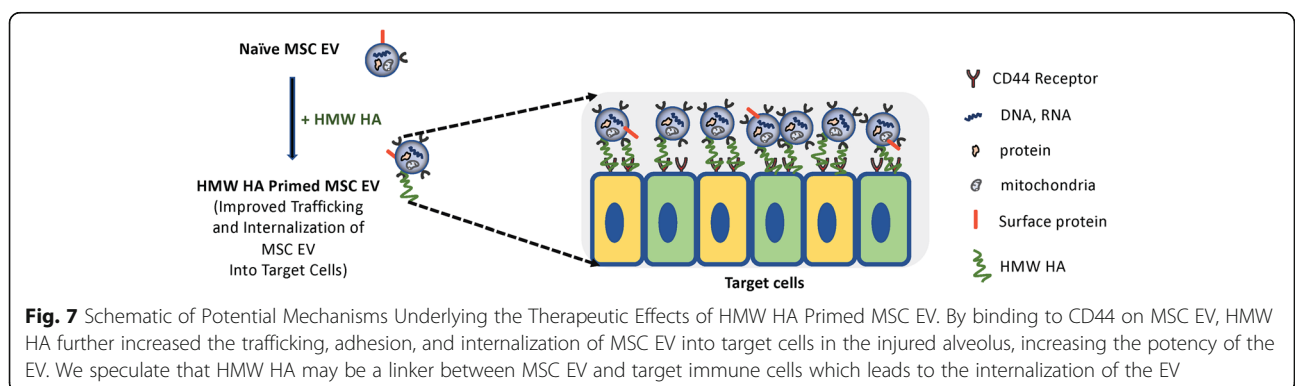 Naïve MSC EV
+ HMW HA
HMW HA Primed MSC EV
(Improved Trafficking
and Internalization of
MSC EV
Into Target Cells)
Target cells
CD44 Receptor
DNA, RNA
protein
mitochondria
Surface protein
HMW HA
Fig. 7 Schematic of Potential Mechanisms Underlying the Therapeutic Effects of HMW HA Primed MSC EV. By binding to CD44 on MSC EV, HMW
HA further increased the trafficking, adhesion, and internalization of MSC EV into target cells in the injured alveolus, increasing the potency of the
EV. We speculate that HMW HA may be a linker between MSC EV and target immune cells which leads to the internalization of the EV